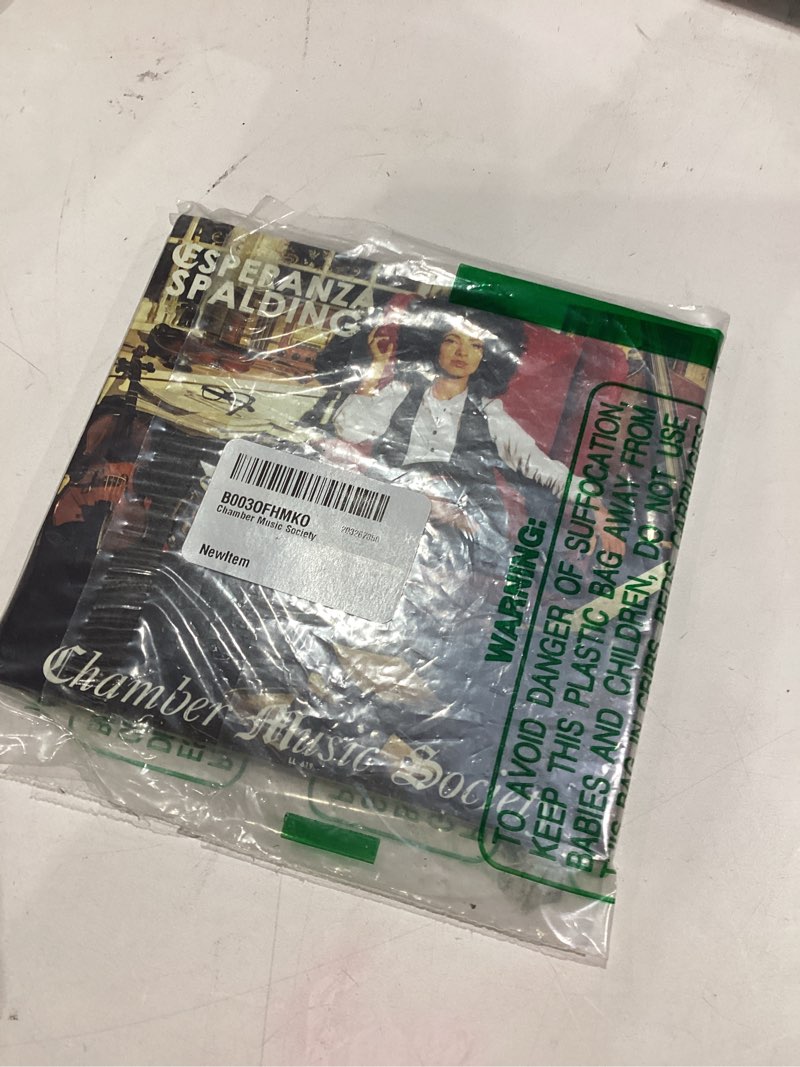 ESPERANZA
SPALDING
B003OFHMKO
Chamber Music Society
NewItem
Chamber Music Society
WARNING:
TO AVOID DANGER OF SUFFOCATION,
KEEP THIS PLASTIC BAG AWAY FROM
BABIES AND CHILDREN, DO NOT USE